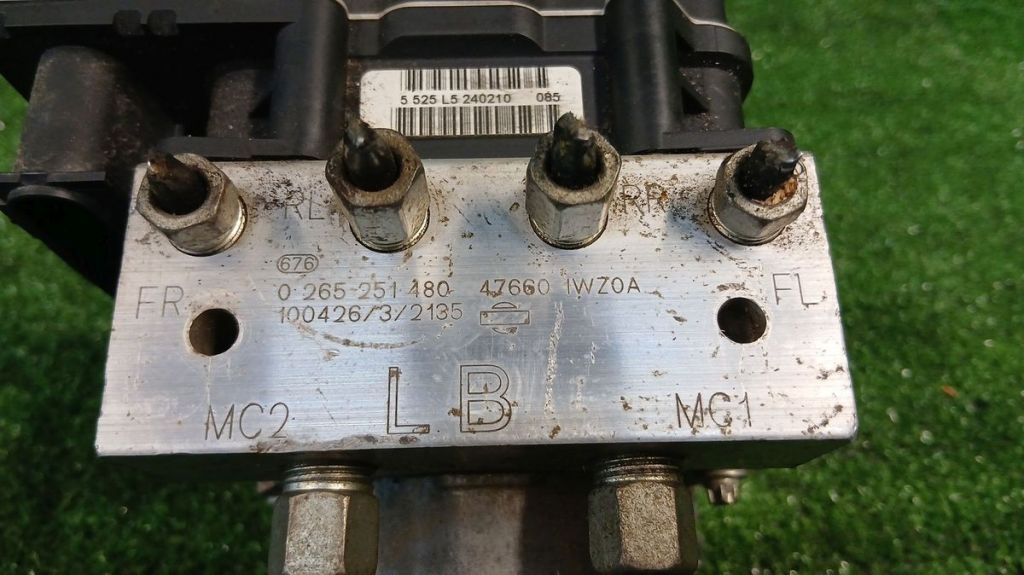 5 525 L5 240210 085
RL RR
676
FR FL
0 265 251 480 47660 1WZ0A
100426/3/2135
L B
MC2 MC1